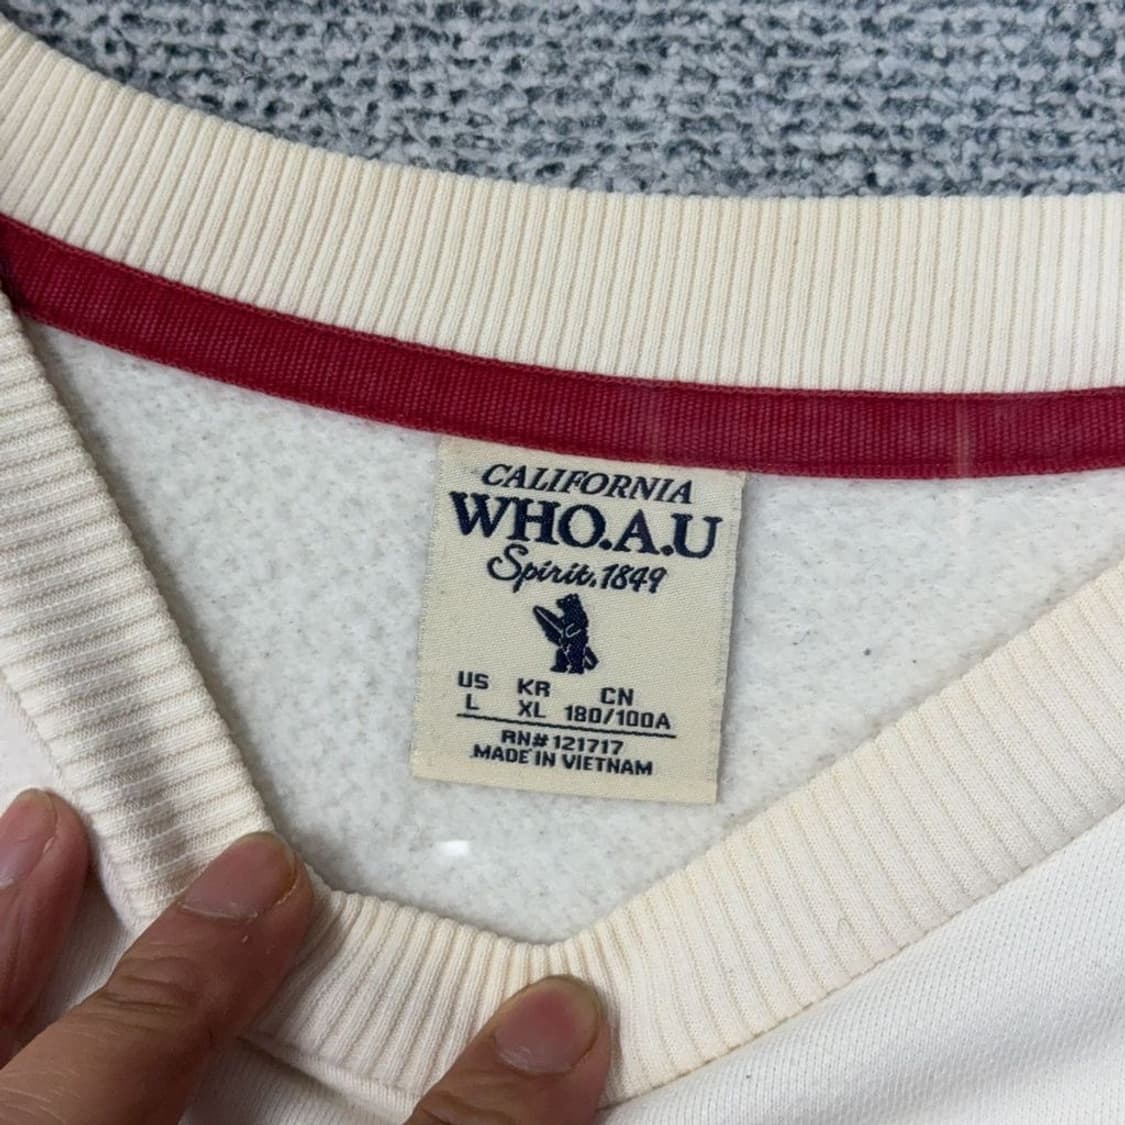 CALIFORNIA
WHO.A.U
Spirit.1849
US KR CN
L XL 180/100A
RN# 121717
MADE IN VIETNAM